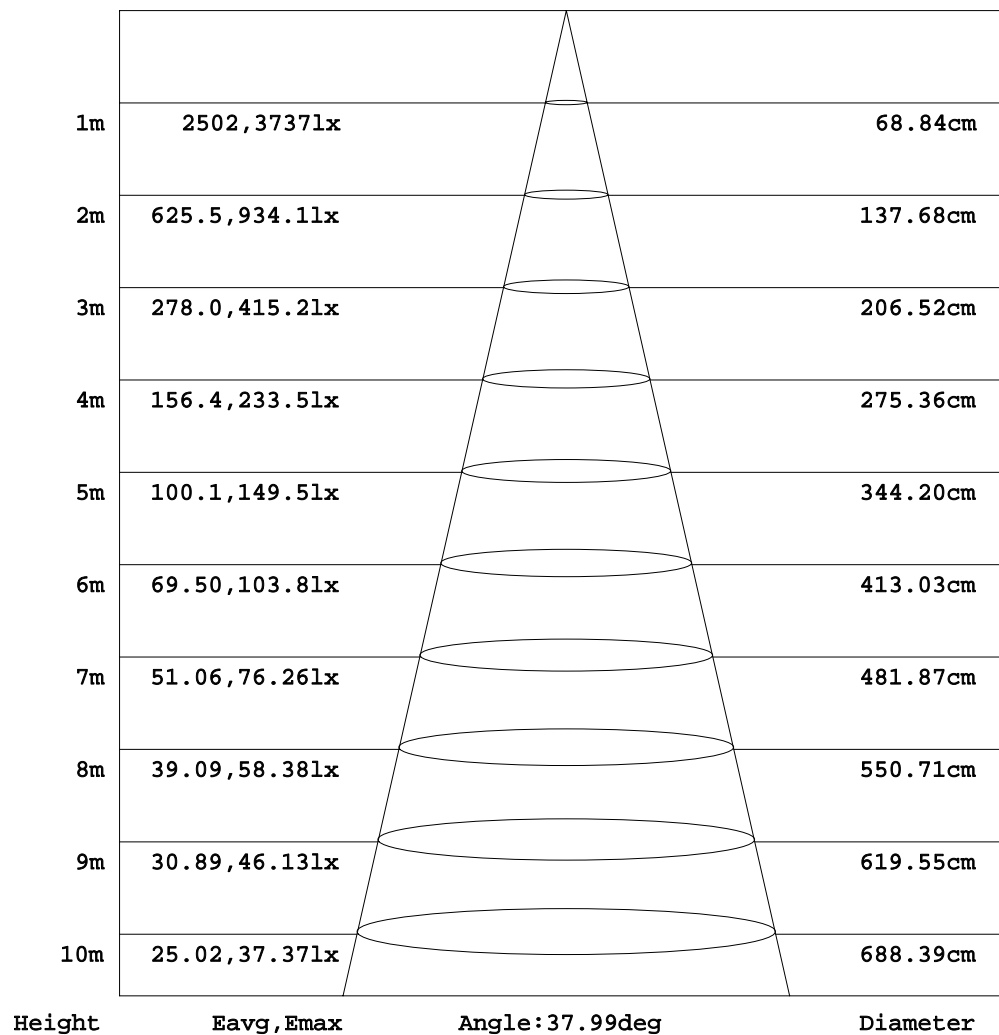 1m 2502,3737lx 68.84cm
2m 625.5,934.1lx 137.68cm
3m 278.0,415.2lx 206.52cm
4m 156.4,233.5lx 275.36cm
5m 100.1,149.5lx 344.20cm
6m 69.50,103.8lx 413.03cm
7m 51.06,76.26lx 481.87cm
8m 39.09,58.38lx 550.71cm
9m 30.89,46.13lx 619.55cm
10m 25.02,37.37lx 688.39cm
Height Eavg,Emax Angle:37.99deg Diameter